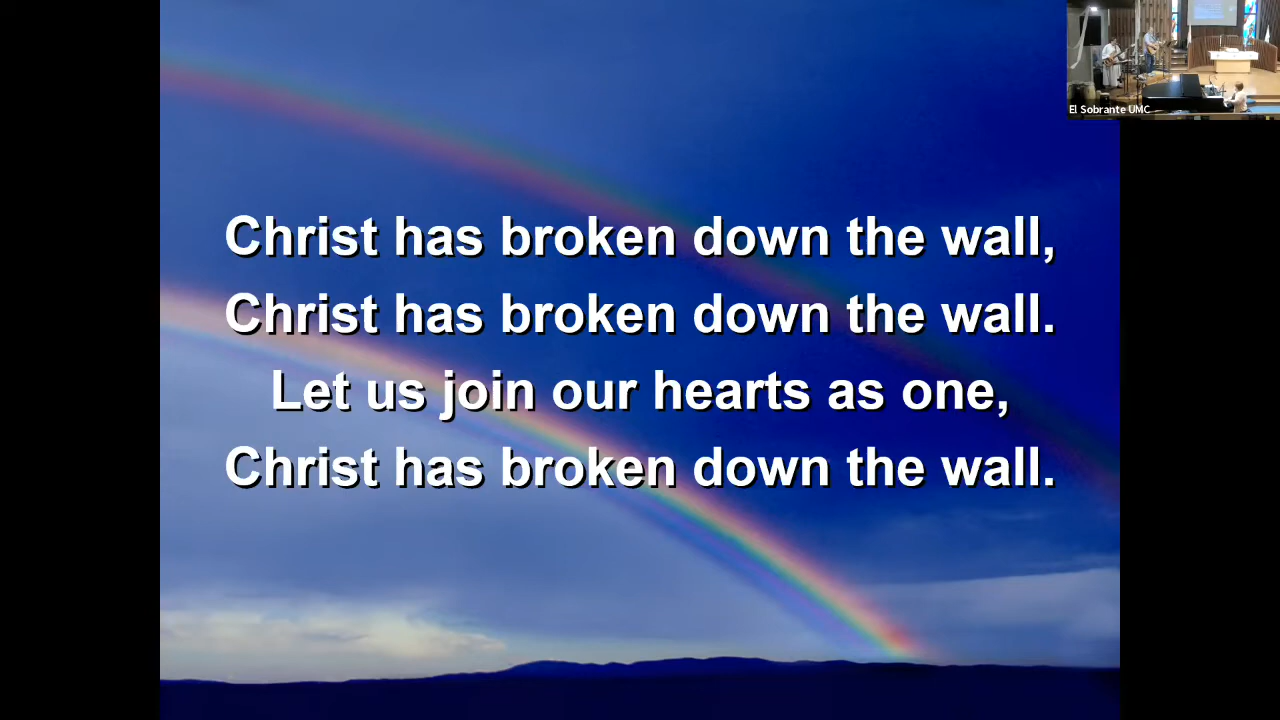 El Sobrante UMC
Christ has broken down the wall,
Christ has broken down the wall.
Let us join our hearts as one,
Christ has broken down the wall.